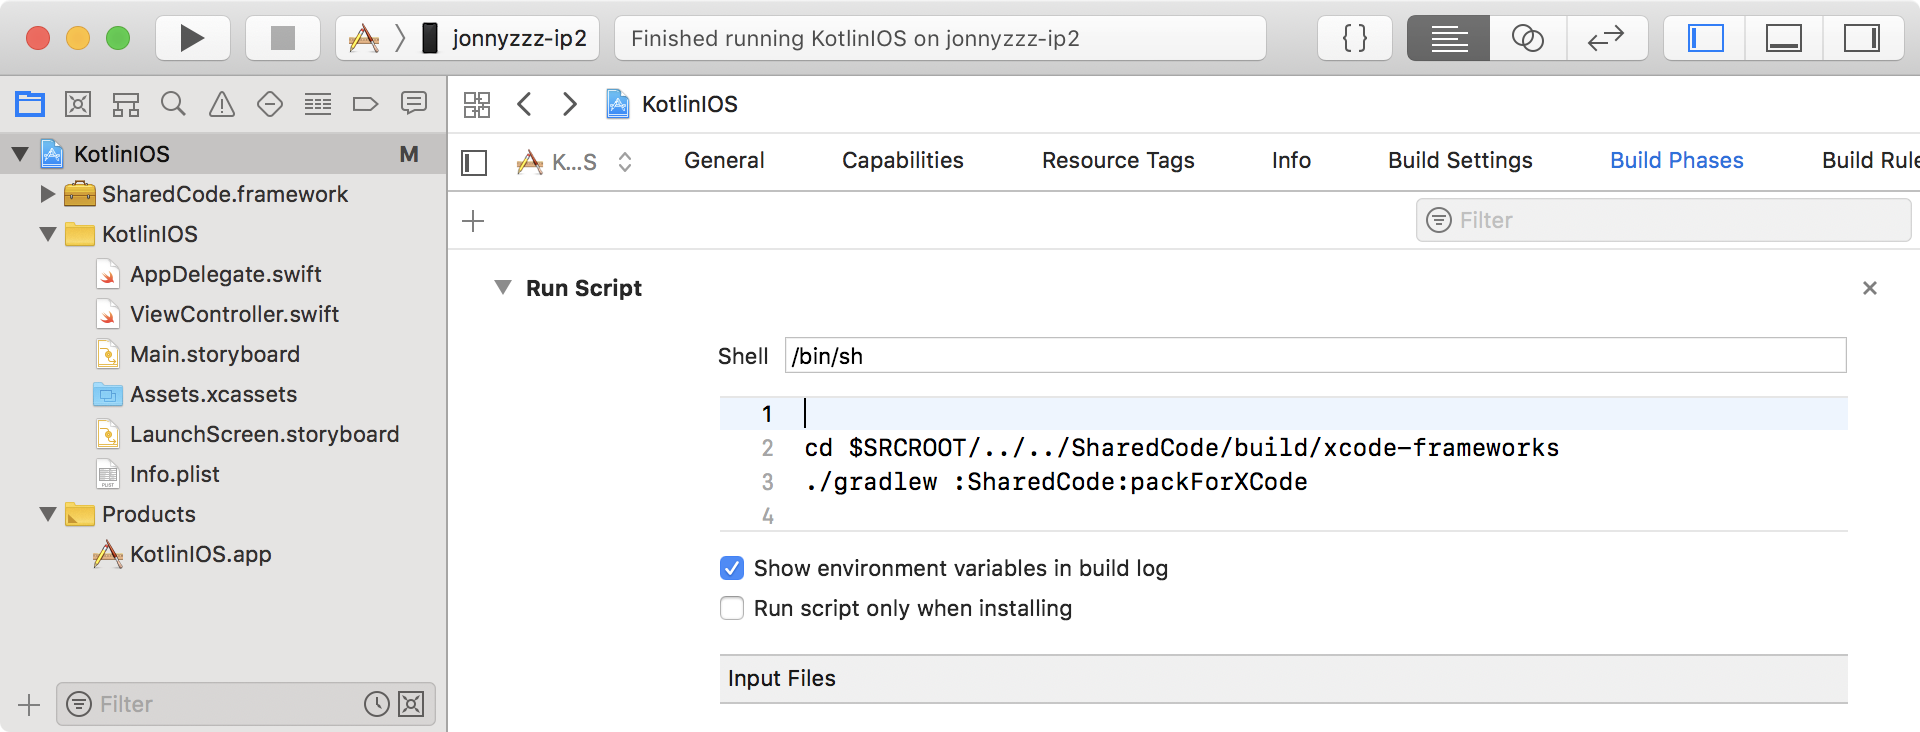 jonnyzzz-ip2
Finished running KotlinIOS on jonnyzzz-ip2
{ }
KotlinIOS
KotlinIOS M
K...S
General
Capabilities
Resource Tags
Info
Build Settings
Build Phases
Build Rule
SharedCode.framework
KotlinIOS
AppDelegate.swift
ViewController.swift
Main.storyboard
Assets.xcassets
LaunchScreen.storyboard
Info.plist
PLIST
Products
KotlinIOS.app
Filter
Filter
Run Script
Shell /bin/sh
1
2 cd $SRCROOT/../../SharedCode/build/xcode-frameworks
3 ./gradlew :SharedCode:packForXCode
4
Show environment variables in build log
Run script only when installing
Input Files